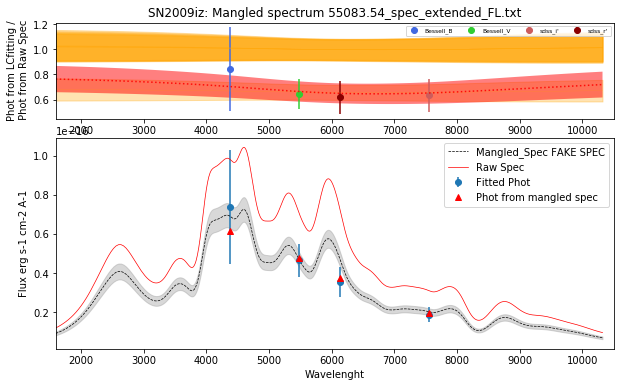 SN2009iz: Mangled spectrum 55083.54_spec_extended_FL.txt
Phot from LCfitting /
Phot from Raw Spec
1.2
1.0
0.8
0.6
Bessell_B Bessell_V sdss_i' sdss_r'
2000 3000 4000 5000 6000 7000 8000 9000 10000
Flux erg s-1 cm-2 A-1
1.0
0.8
0.6
0.4
0.2
Mangled_Spec FAKE SPEC
Raw Spec
Fitted Phot
Phot from mangled spec
2000 3000 4000 5000 6000 7000 8000 9000 10000
Wavelenght